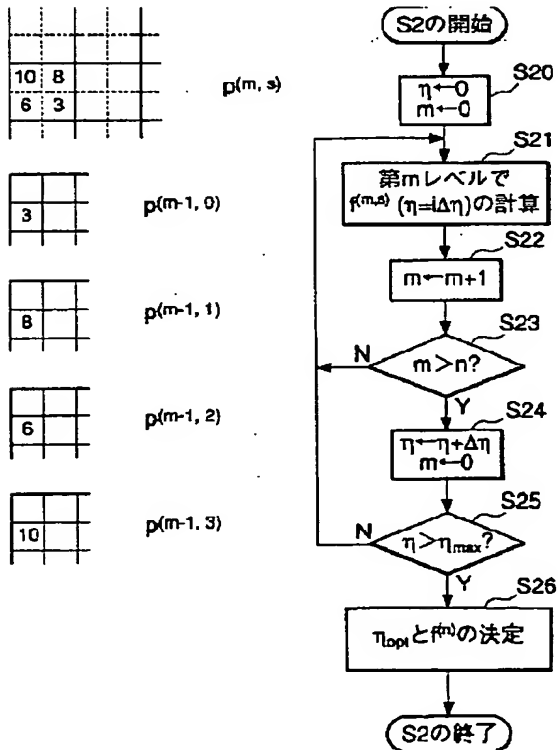 10 8
6 3
p(m, s)
3
p(m-1, 0)
8
p(m-1, 1)
6
p(m-1, 2)
10
p(m-1, 3)
S2の開始
S20
η←0
m←0
S21
第mレベルで
f(m,s) (η=iΔη)の計算
S22
m←m+1
S23
m>n?
N
Y
S24
η←η+Δη
m←0
S25
η>ηmax?
N
Y
S26
ηoptとf(m)の決定
S2の終了